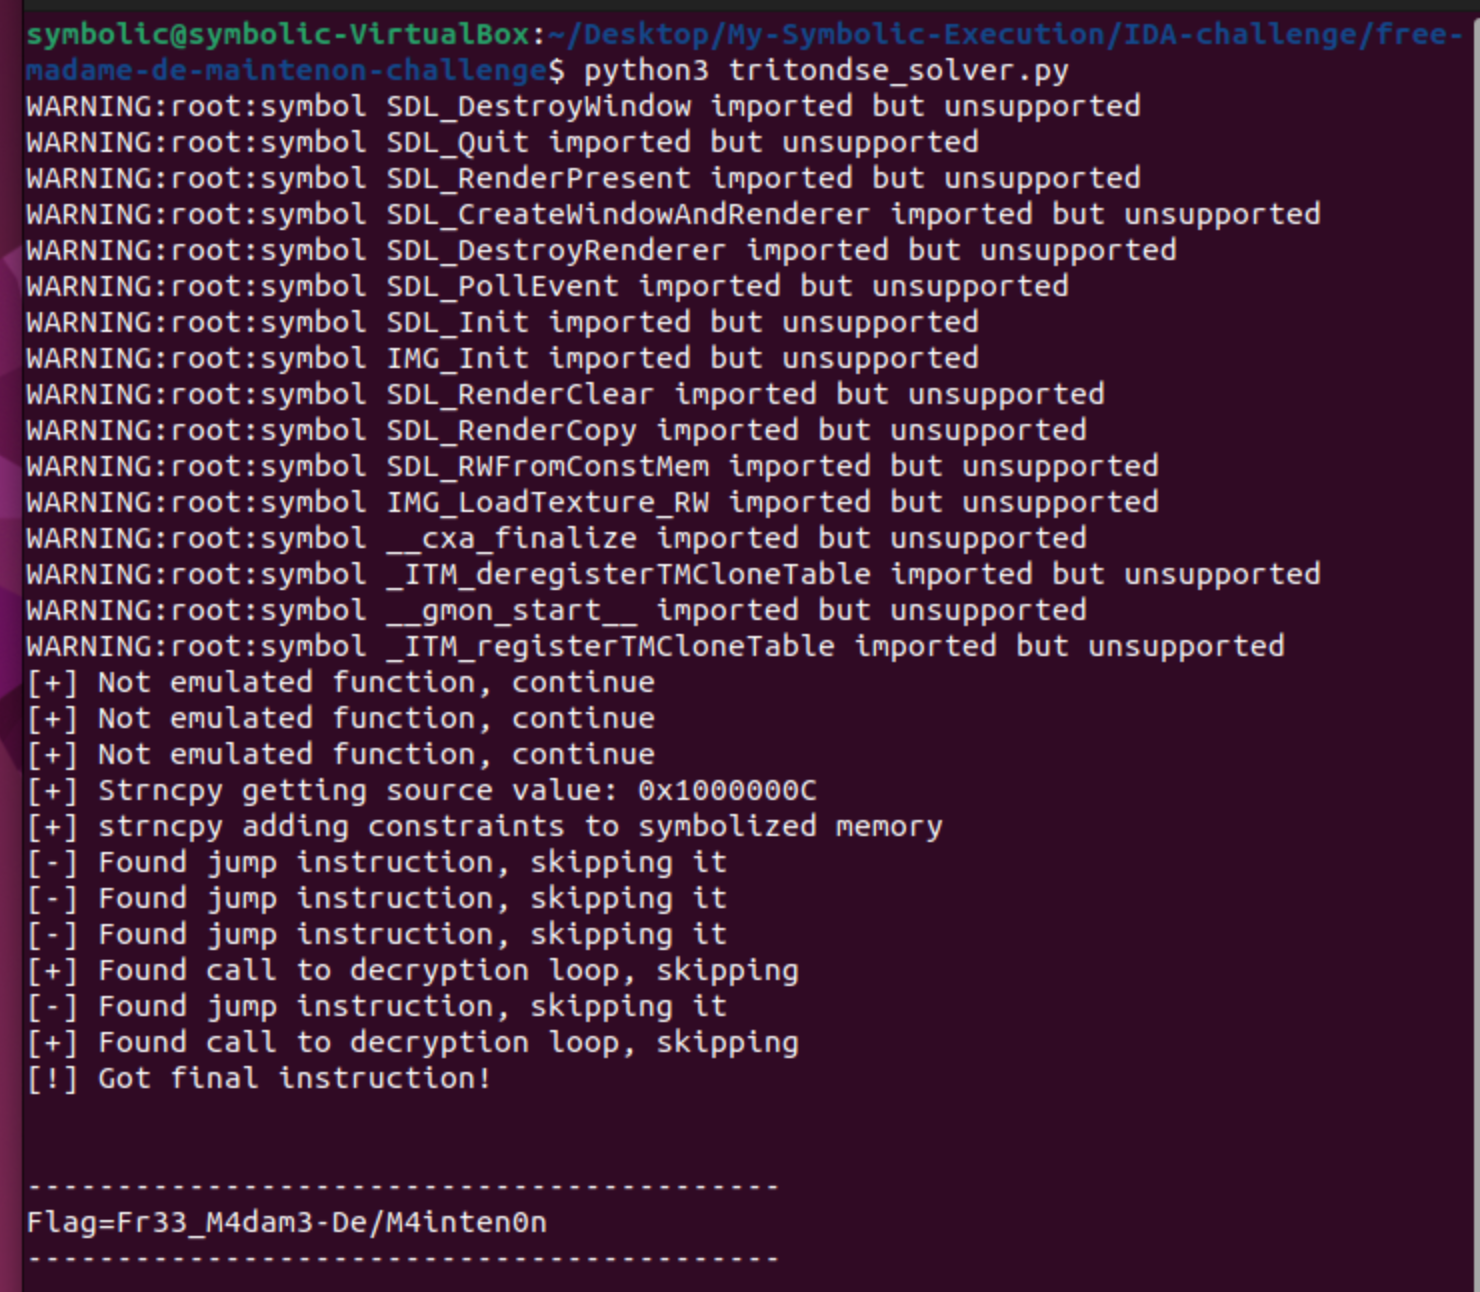 symbolic@symbolic-VirtualBox:~/Desktop/My-Symbolic-Execution/IDA-challenge/free-
madame-de-maintenon-challenge$ python3 tritondse_solver.py
WARNING:root:symbol SDL_DestroyWindow imported but unsupported
WARNING:root:symbol SDL_Quit imported but unsupported
WARNING:root:symbol SDL_RenderPresent imported but unsupported
WARNING:root:symbol SDL_CreateWindowAndRenderer imported but unsupported
WARNING:root:symbol SDL_DestroyRenderer imported but unsupported
WARNING:root:symbol SDL_PollEvent imported but unsupported
WARNING:root:symbol SDL_Init imported but unsupported
WARNING:root:symbol IMG_Init imported but unsupported
WARNING:root:symbol SDL_RenderClear imported but unsupported
WARNING:root:symbol SDL_RenderCopy imported but unsupported
WARNING:root:symbol SDL_RWFromConstMem imported but unsupported
WARNING:root:symbol IMG_LoadTexture_RW imported but unsupported
WARNING:root:symbol __cxa_finalize imported but unsupported
WARNING:root:symbol _ITM_deregisterTMCloneTable imported but unsupported
WARNING:root:symbol __gmon_start__ imported but unsupported
WARNING:root:symbol _ITM_registerTMCloneTable imported but unsupported
[+] Not emulated function, continue
[+] Not emulated function, continue
[+] Not emulated function, continue
[+] Strncpy getting source value: 0x1000000C
[+] strncpy adding constraints to symbolized memory
[-] Found jump instruction, skipping it
[-] Found jump instruction, skipping it
[-] Found jump instruction, skipping it
[+] Found call to decryption loop, skipping
[-] Found jump instruction, skipping it
[+] Found call to decryption loop, skipping
[!] Got final instruction!
------------------------------------------
Flag=Fr33_M4dam3-De/M4inten0n
------------------------------------------